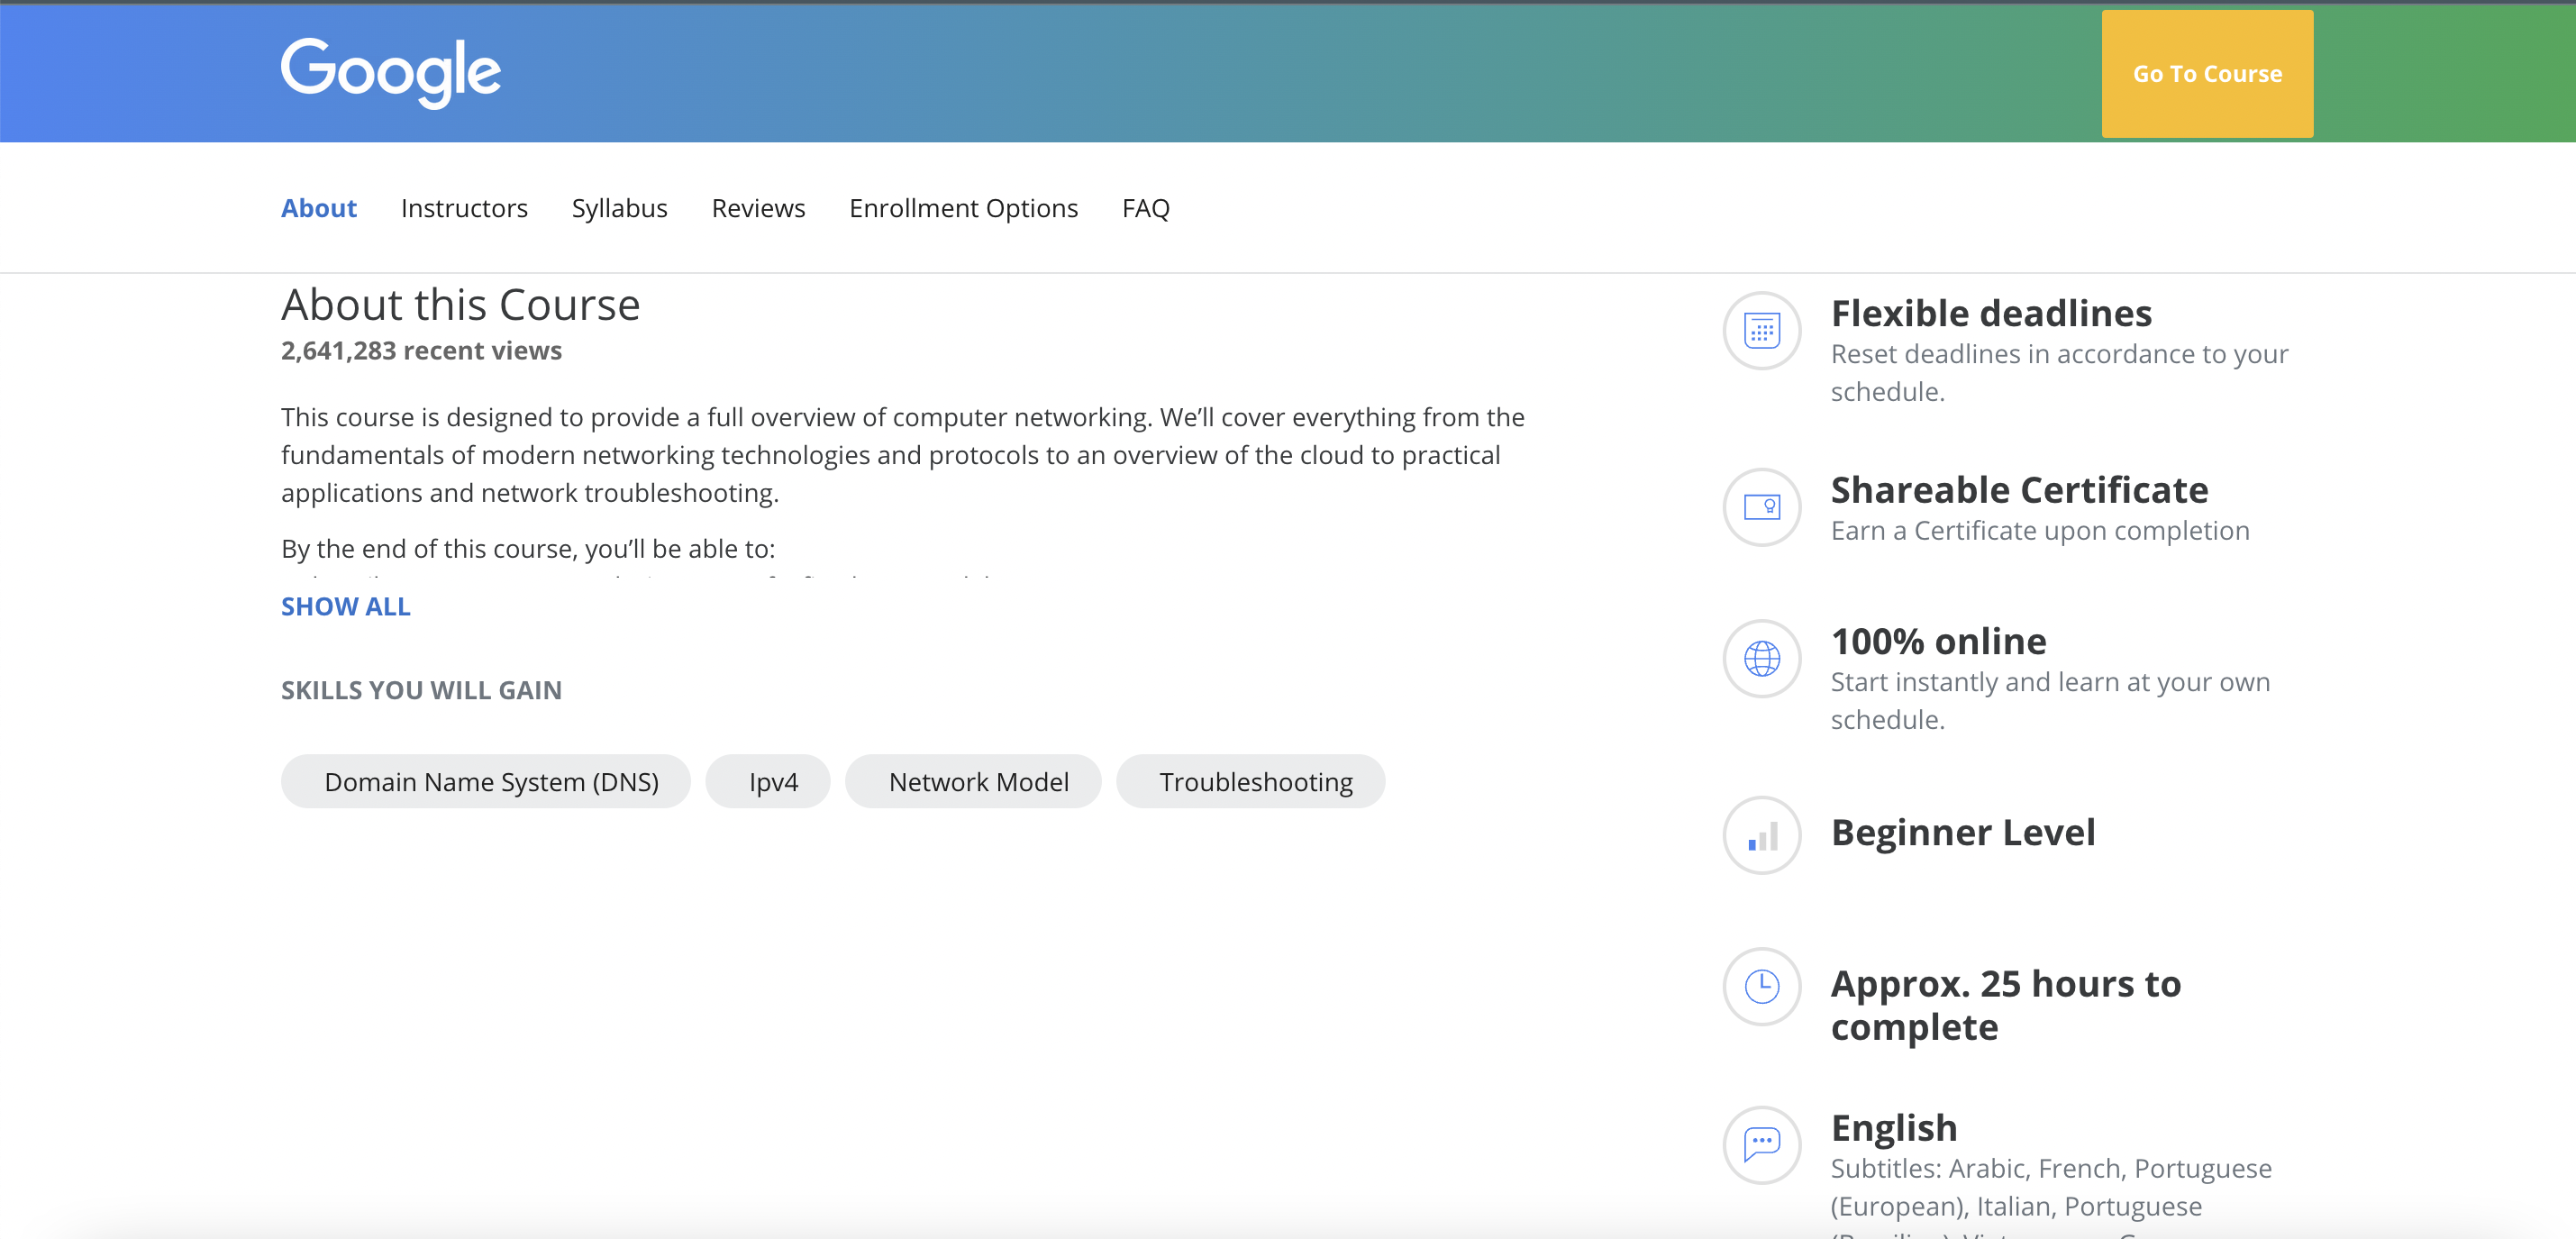 Google
Go To Course
About
Instructors
Syllabus
Reviews
Enrollment Options
FAQ
About this Course
2,641,283 recent views
This course is designed to provide a full overview of computer networking. We’ll cover everything from the
fundamentals of modern networking technologies and protocols to an overview of the cloud to practical
applications and network troubleshooting.
By the end of this course, you’ll be able to:
SHOW ALL
SKILLS YOU WILL GAIN
Domain Name System (DNS)
Ipv4
Network Model
Troubleshooting
Flexible deadlines
Reset deadlines in accordance to your
schedule.
Shareable Certificate
Earn a Certificate upon completion
100% online
Start instantly and learn at your own
schedule.
Beginner Level
Approx. 25 hours to
complete
English
Subtitles: Arabic, French, Portuguese
(European), Italian, Portuguese